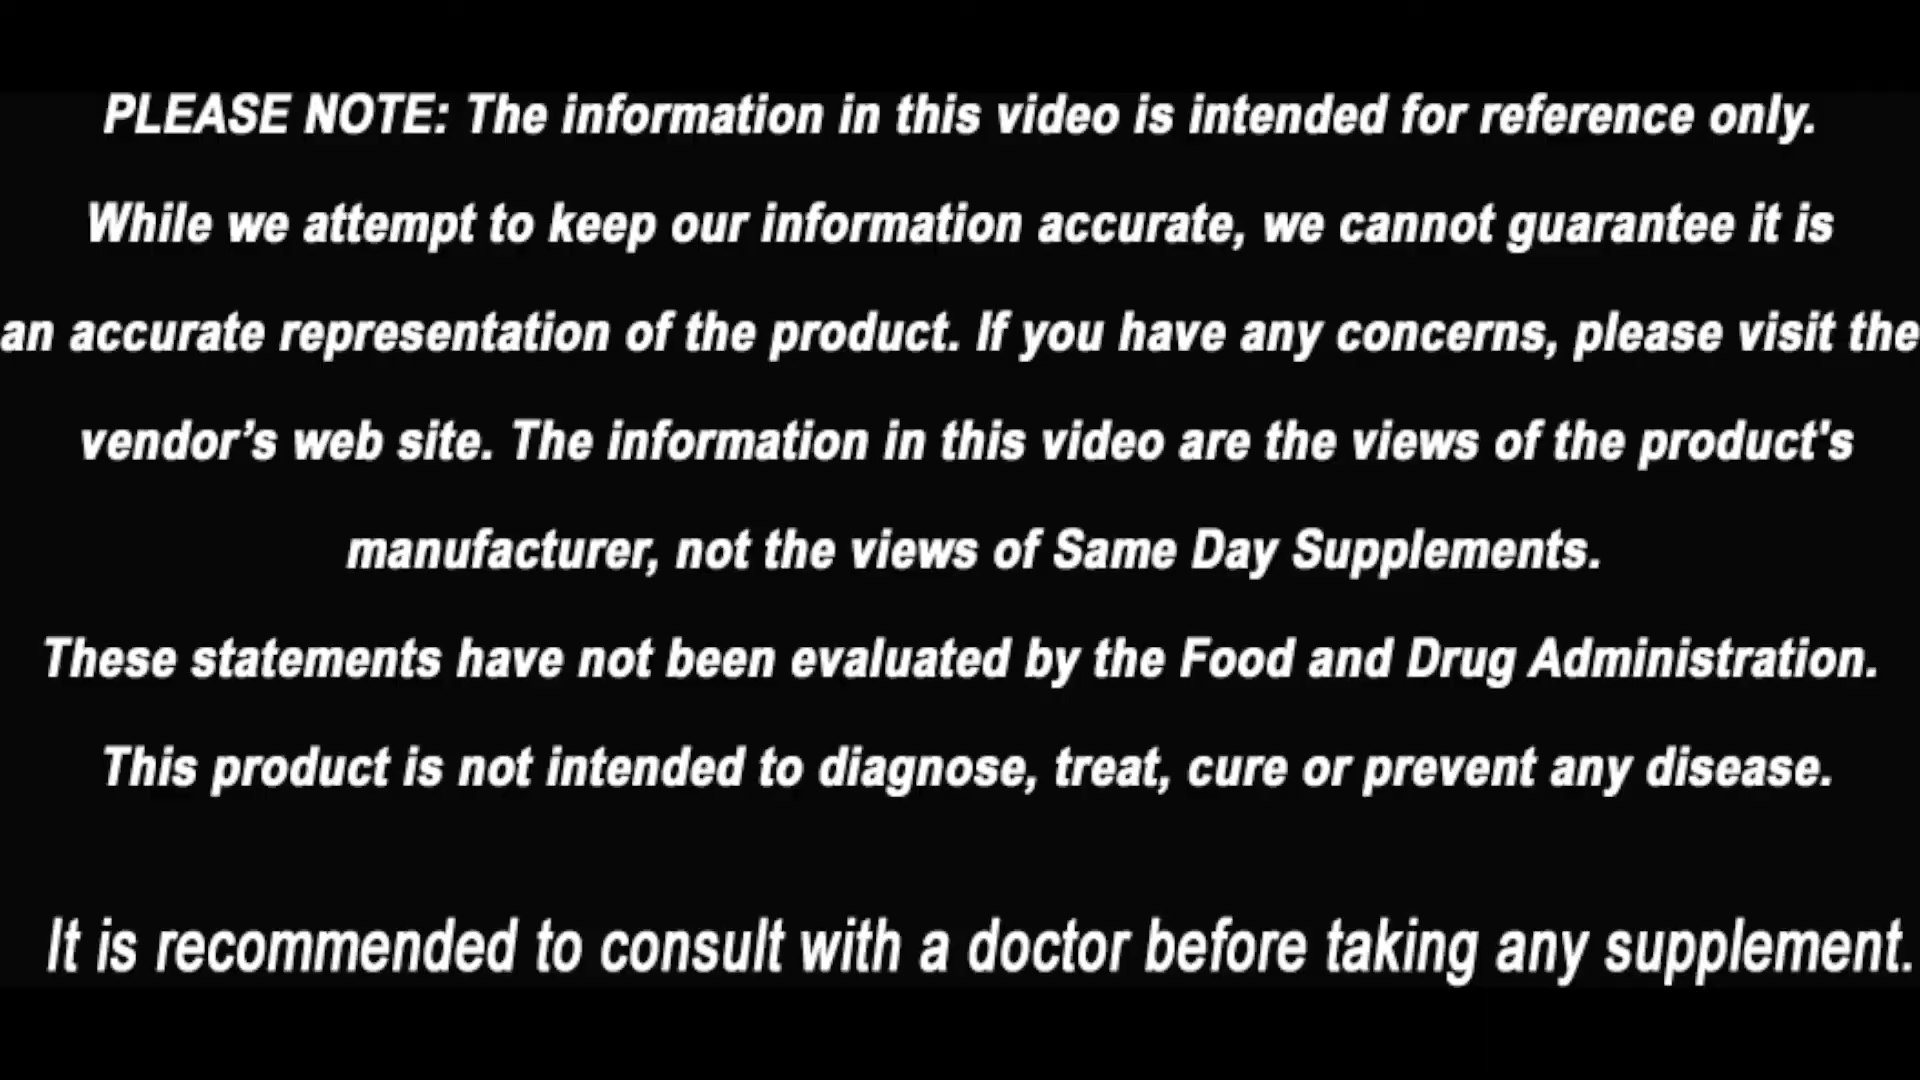 PLEASE NOTE: The information in this video is intended for reference only.
While we attempt to keep our information accurate, we cannot guarantee it is
an accurate representation of the product. If you have any concerns, please visit the
vendor’s web site. The information in this video are the views of the product's
manufacturer, not the views of Same Day Supplements.
These statements have not been evaluated by the Food and Drug Administration.
This product is not intended to diagnose, treat, cure or prevent any disease.
It is recommended to consult with a doctor before taking any supplement.